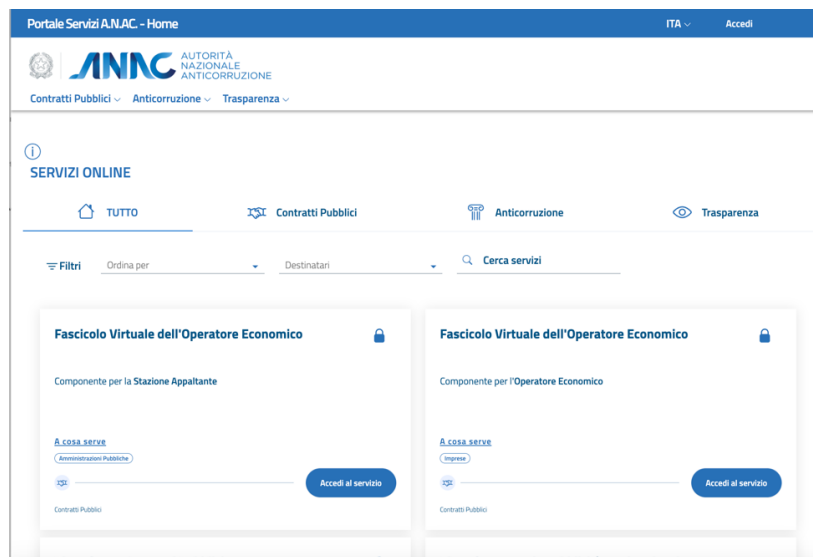 Portale Servizi A.N.AC. - Home
ITA
Accedi
ANAC
AUTORITÀ
NAZIONALE
ANTICORRUZIONE
Contratti Pubblici Anticorruzione Trasparenza
SERVIZI ONLINE
TUTTO Contratti Pubblici Anticorruzione Trasparenza
Filtri Ordina per Destinatari Cerca servizi
Fascicolo Virtuale dell'Operatore Economico
Componente per la Stazione Appaltante
A cosa serve
Amministrazioni Pubbliche
Accedi al servizio
Contratti Pubblici
Fascicolo Virtuale dell'Operatore Economico
Componente per l'Operatore Economico
A cosa serve
Imprese
Accedi al servizio
Contratti Pubblici